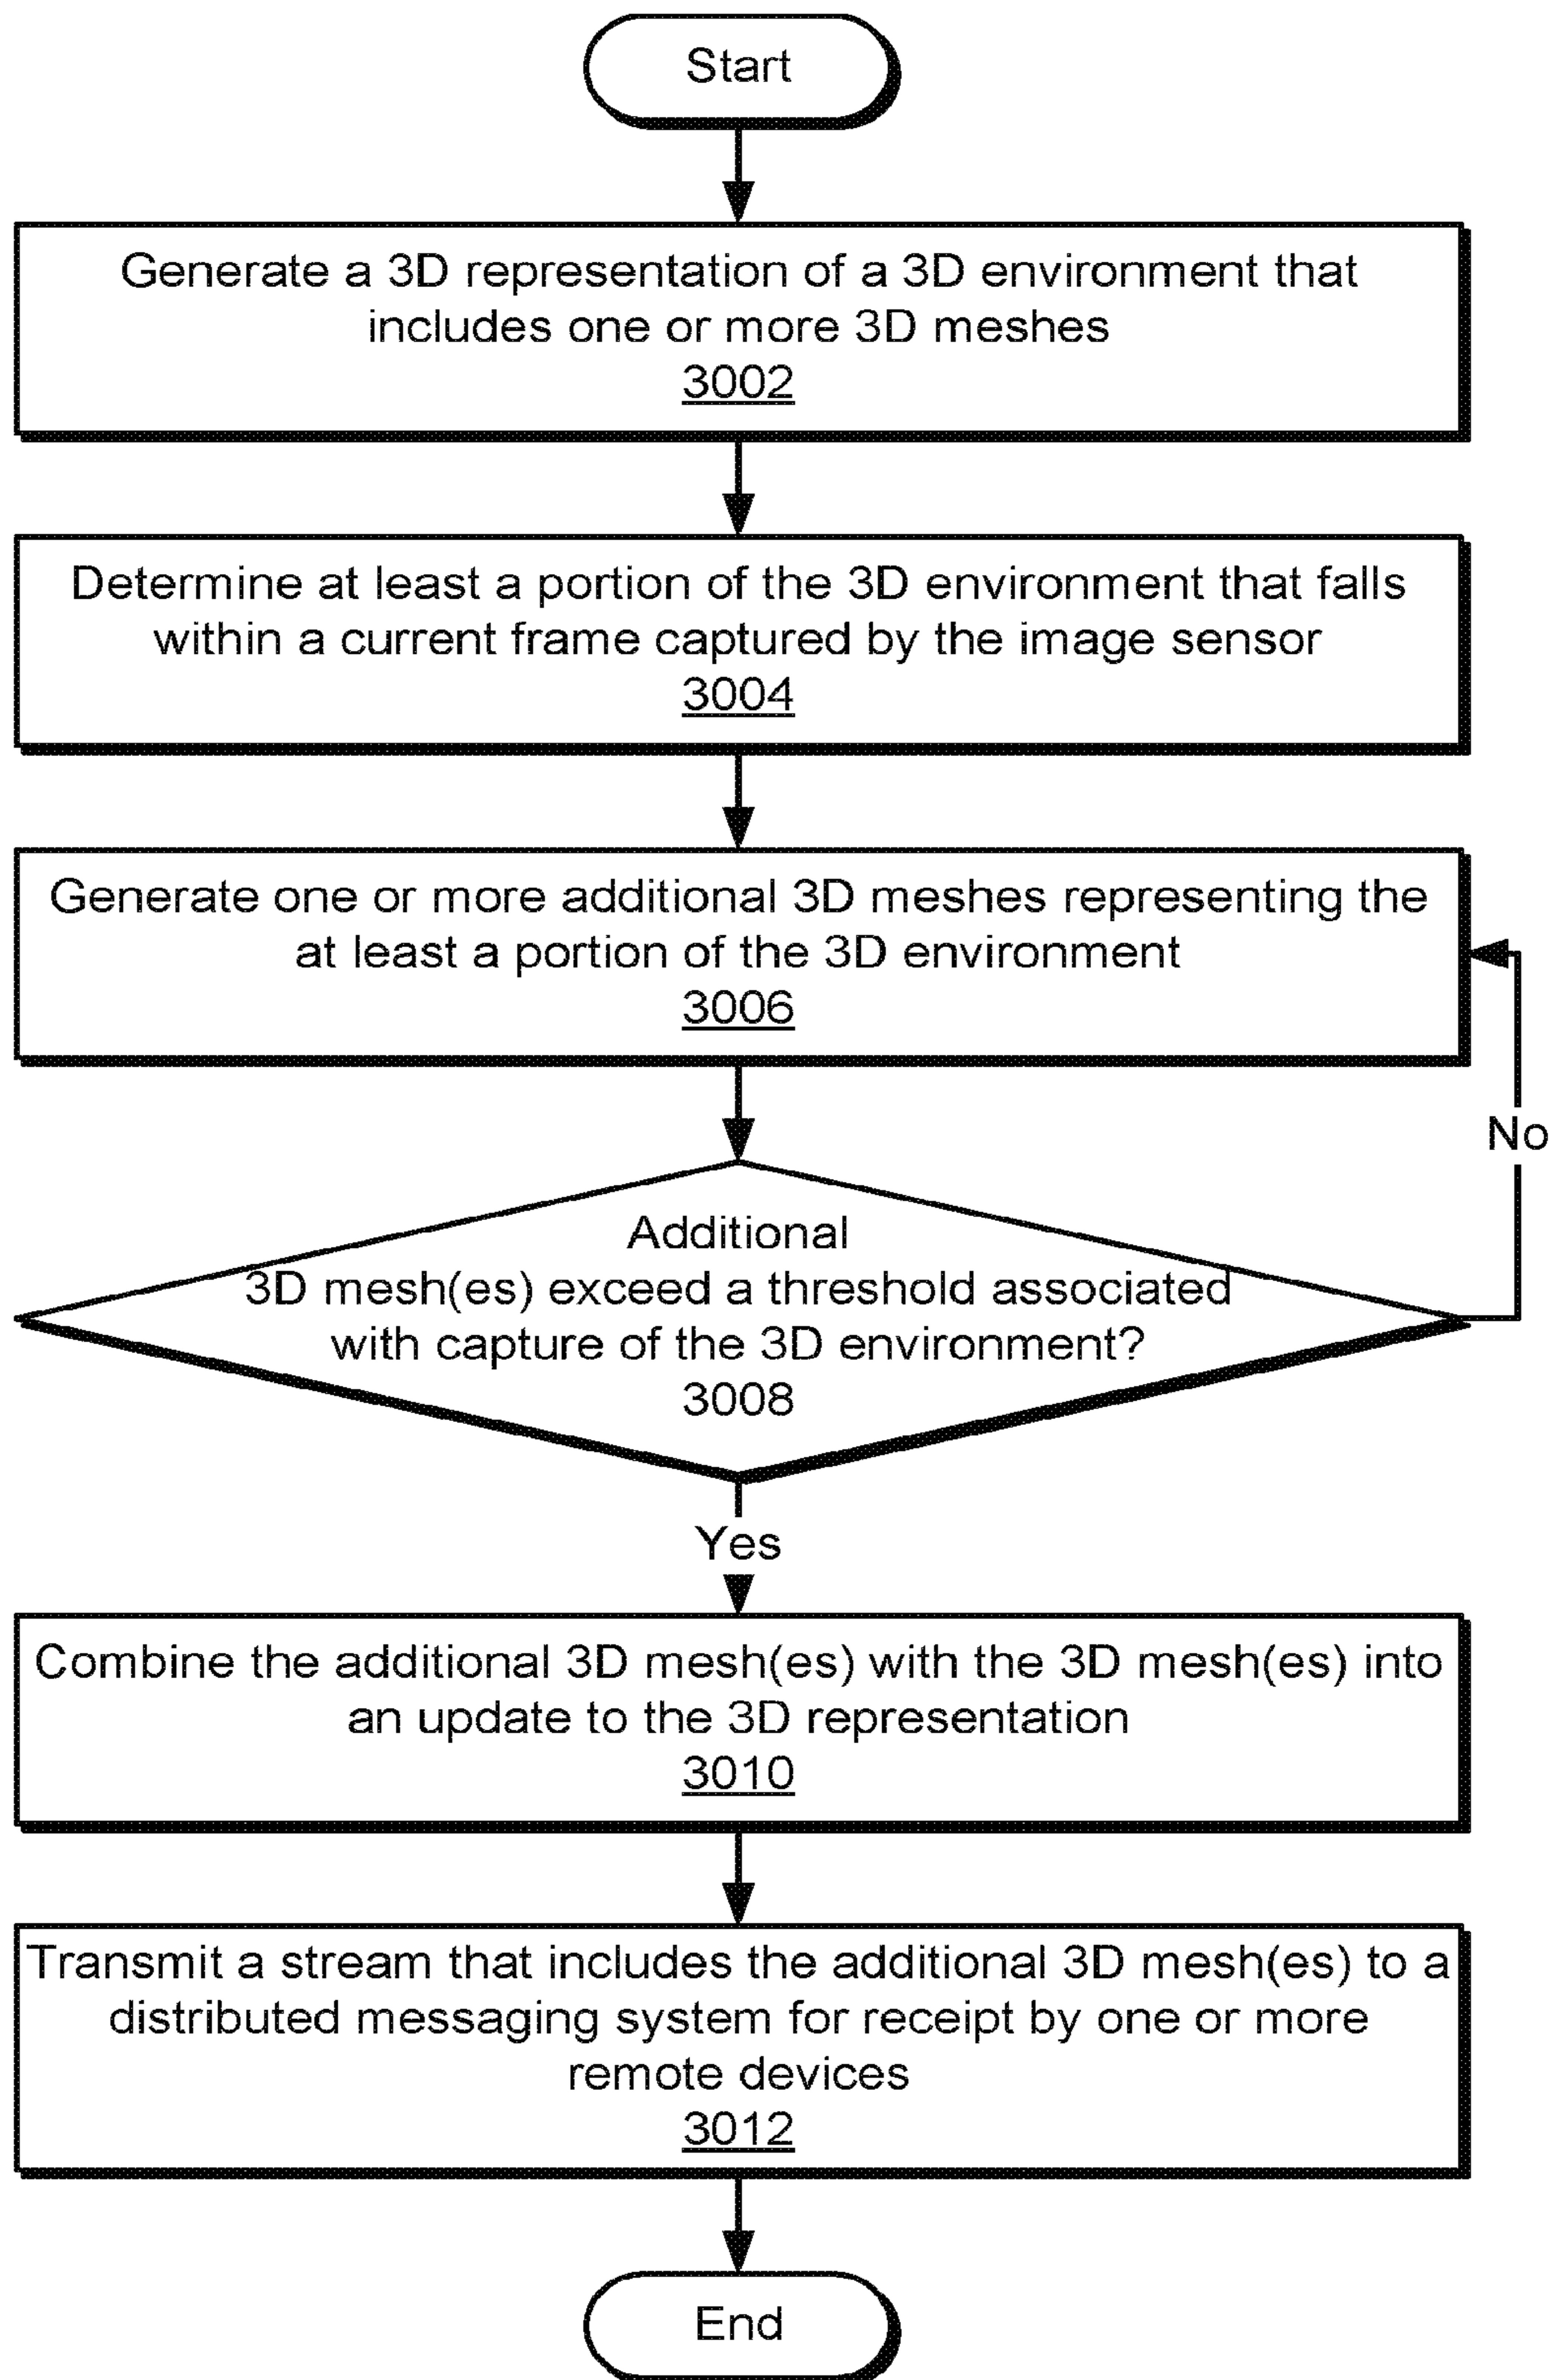 Start
Generate a 3D representation of a 3D environment that
includes one or more 3D meshes
3002
Determine at least a portion of the 3D environment that falls
within a current frame captured by the image sensor
3004
Generate one or more additional 3D meshes representing the
at least a portion of the 3D environment
3006
No
Additional
3D mesh(es) exceed a threshold associated
with capture of the 3D environment?
3008
Yes
Combine the additional 3D mesh(es) with the 3D mesh(es) into
an update to the 3D representation
3010
Transmit a stream that includes the additional 3D mesh(es) to a
distributed messaging system for receipt by one or more
remote devices
3012
End